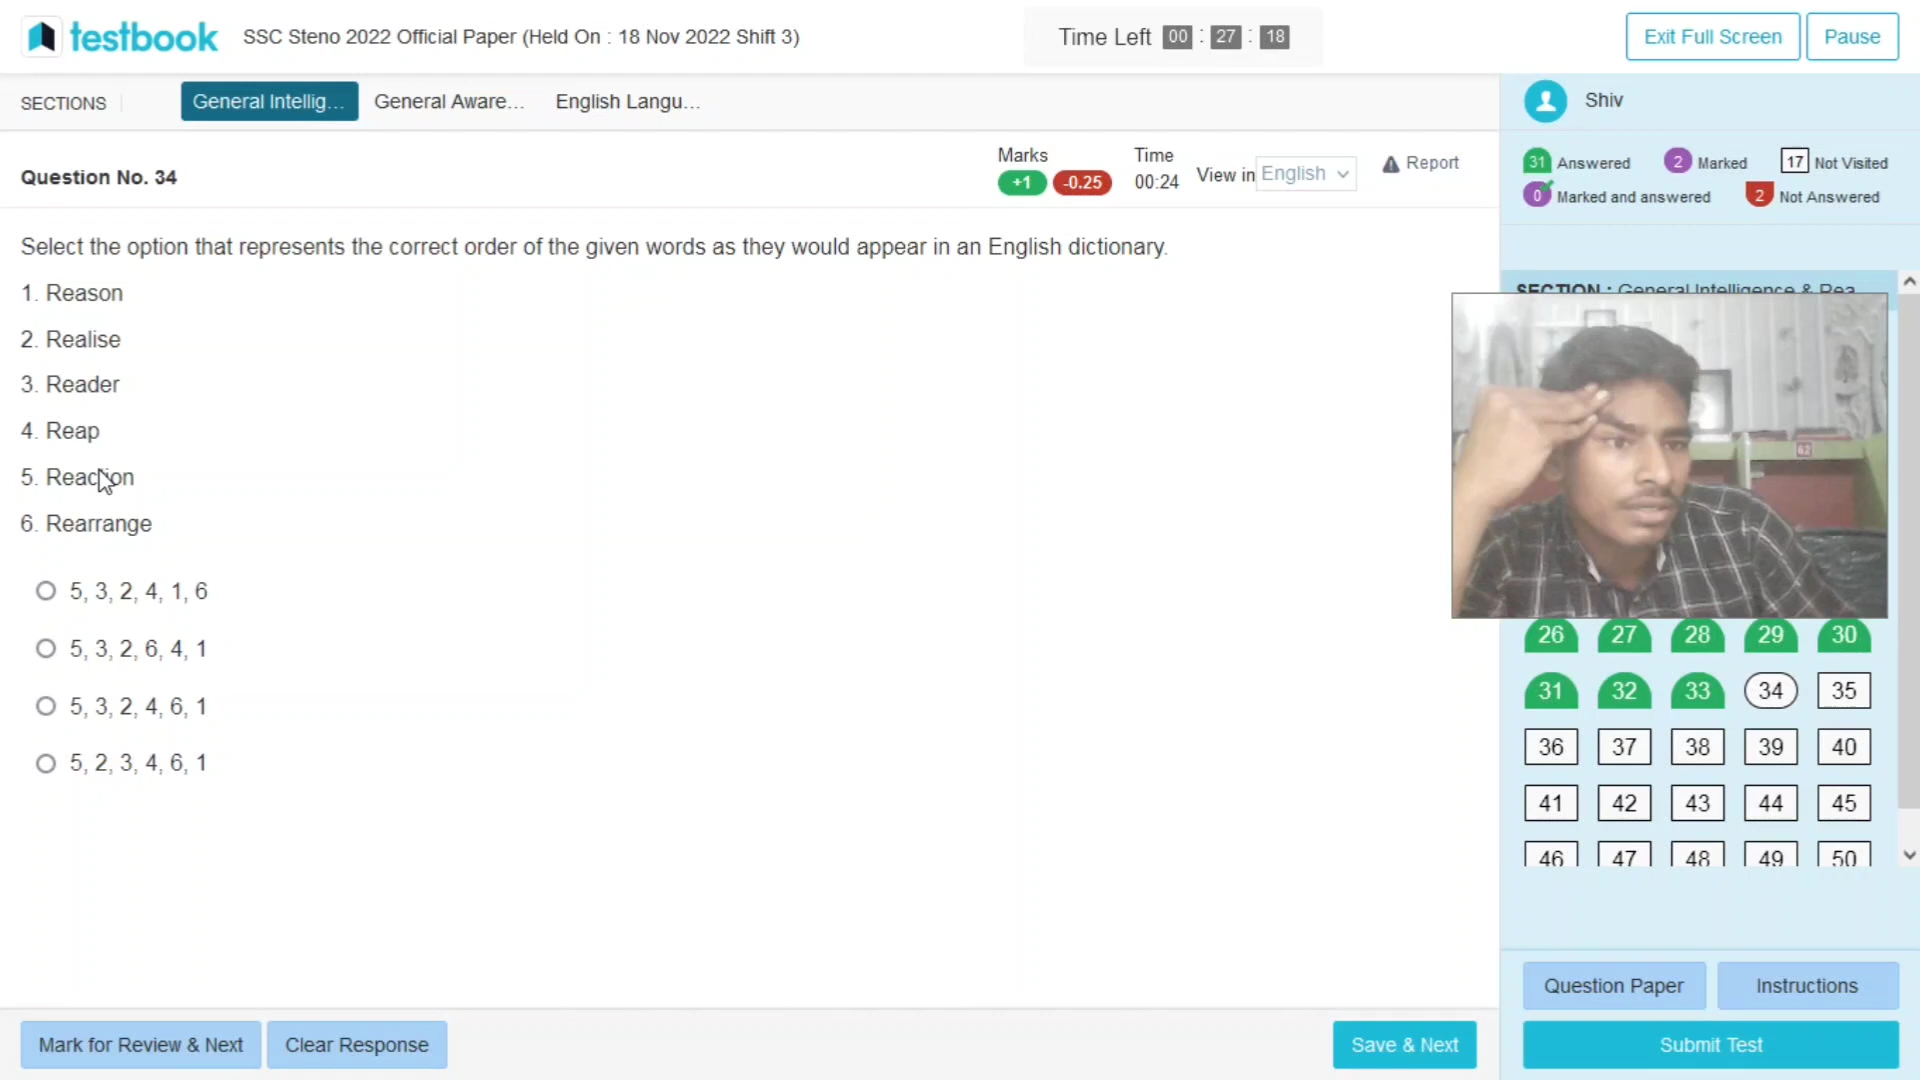 testbook SSC Steno 2022 Official Paper (Held On : 18 Nov 2022 Shift 3) Time Left 00 : 27 : 18 Exit Full Screen Pause
SECTIONS General Intellig... General Aware... English Langu...
Shiv
Question No. 34
Marks
+1 -0.25
Time
00:24
View in English
Report
31 Answered 2 Marked 17 Not Visited
0 Marked and answered 2 Not Answered
SECTION : General Intelligence & Rea
Select the option that represents the correct order of the given words as they would appear in an English dictionary.
1. Reason
2. Realise
3. Reader
4. Reap
5. Reaction
6. Rearrange
5, 3, 2, 4, 1, 6
5, 3, 2, 6, 4, 1
5, 3, 2, 4, 6, 1
5, 2, 3, 4, 6, 1
62
26 27 28 29 30
31 32 33 34 35
36 37 38 39 40
41 42 43 44 45
46 47 48 49 50
Question Paper Instructions
Mark for Review & Next Clear Response Save & Next Submit Test